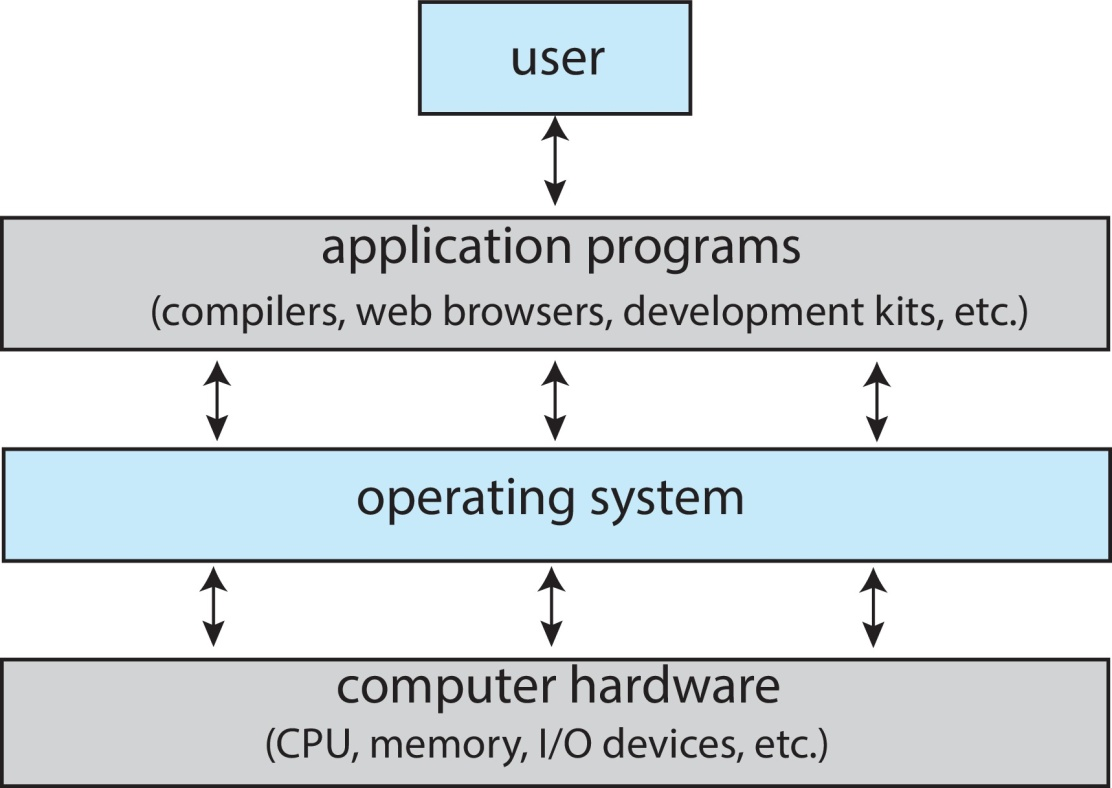 user
application programs
(compilers, web browsers, development kits, etc.)
operating system
computer hardware
(CPU, memory, I/O devices, etc.)